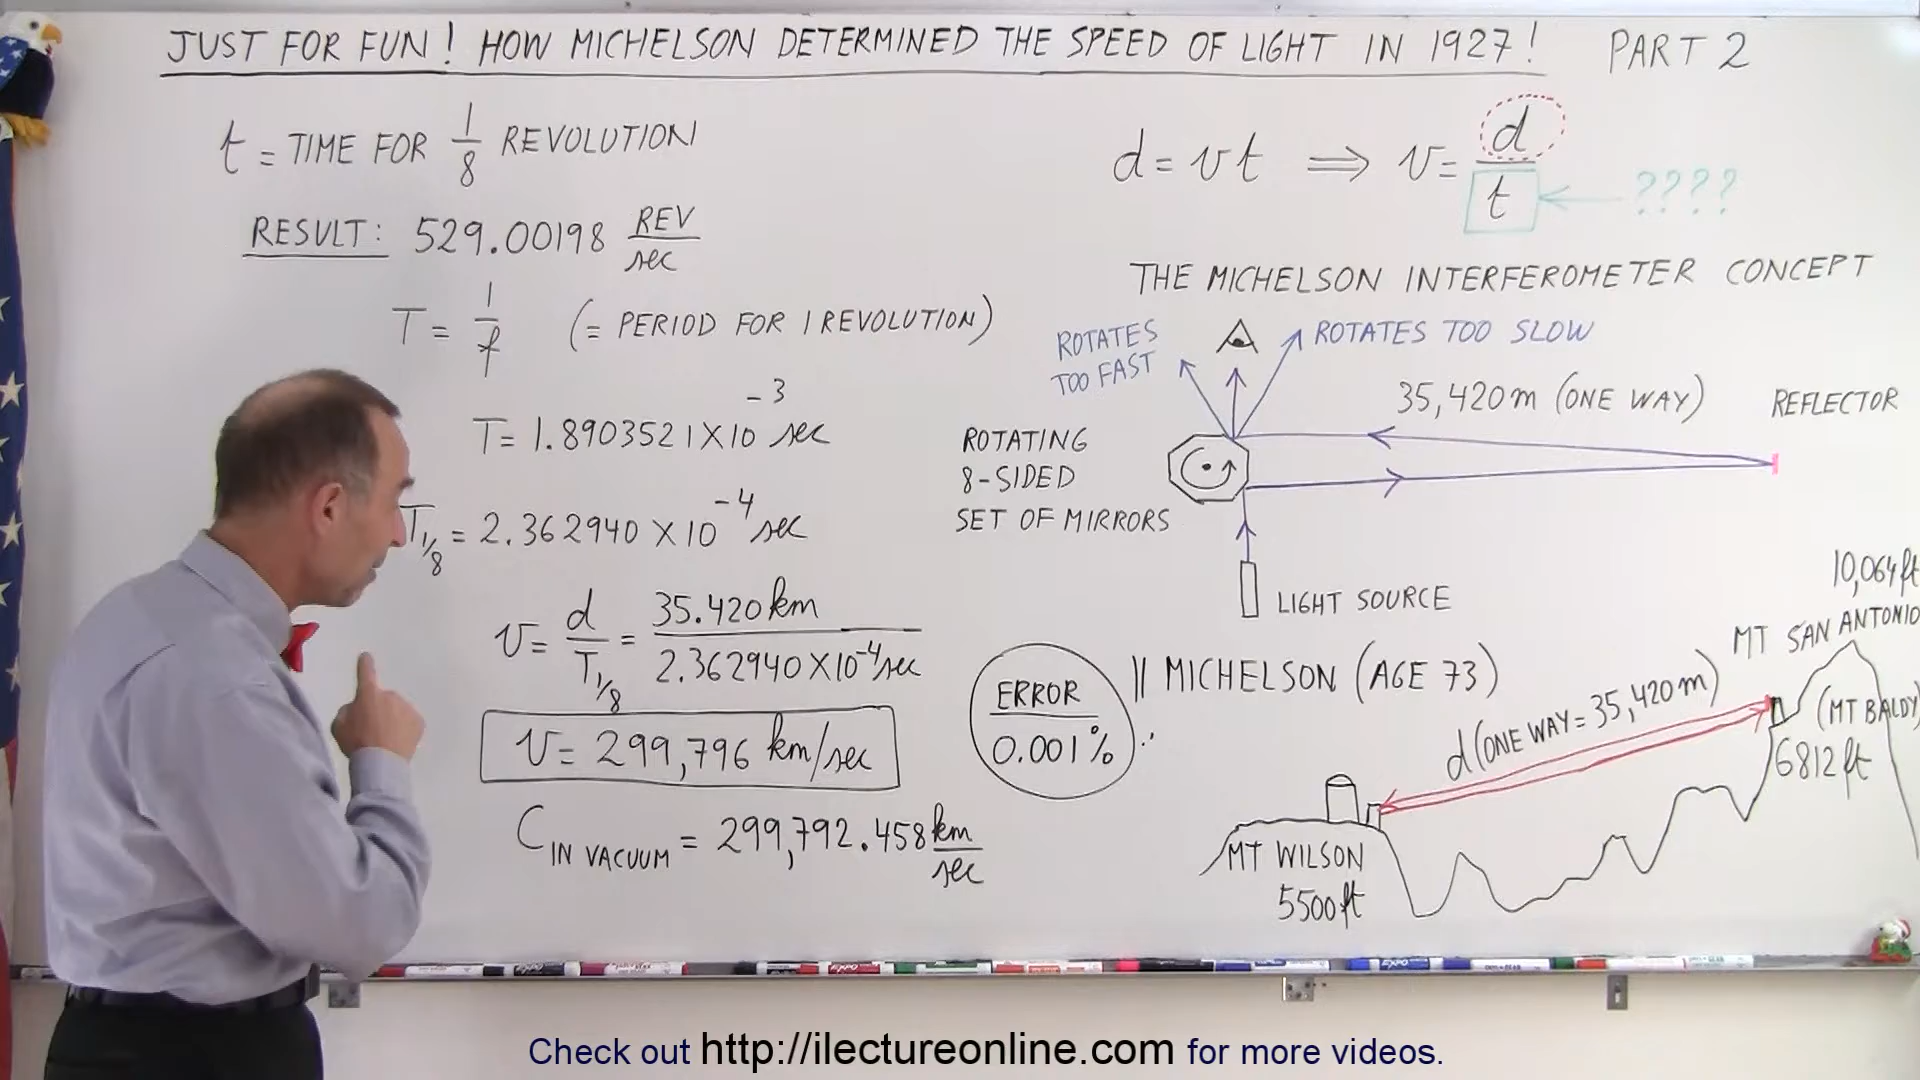 JUST FOR FUN! HOW MICHELSON DETERMINED THE SPEED OF LIGHT IN 1927! PART 2
t = TIME FOR 1/8 REVOLUTION
RESULT: 529.00198 REV/sec
T = 1/f (= PERIOD FOR 1 REVOLUTION)
T = 1.8903521 X 10^-3 sec
T1/8 = 2.362940 X 10^-4 sec
v = d/T1/8 = 35.420 km / 2.362940 X 10^-4 sec
v = 299,796 km/sec
C IN VACUUM = 299,792.458 km/sec
ERROR
0.001%
d = vt ⟹ v = d/t ← ????
THE MICHELSON INTERFEROMETER CONCEPT
ROTATES
TOO FAST
ROTATES TOO SLOW
35,420 m (ONE WAY)
REFLECTOR
ROTATING
8-SIDED
SET OF MIRRORS
LIGHT SOURCE
MICHELSON (AGE 73)
10,064 ft
MT SAN ANTONIO
(MT BALDY)
6812 ft
d (ONE WAY = 35,420 m)
MT WILSON
5500 ft
Check out http://ilectureonline.com for more videos.